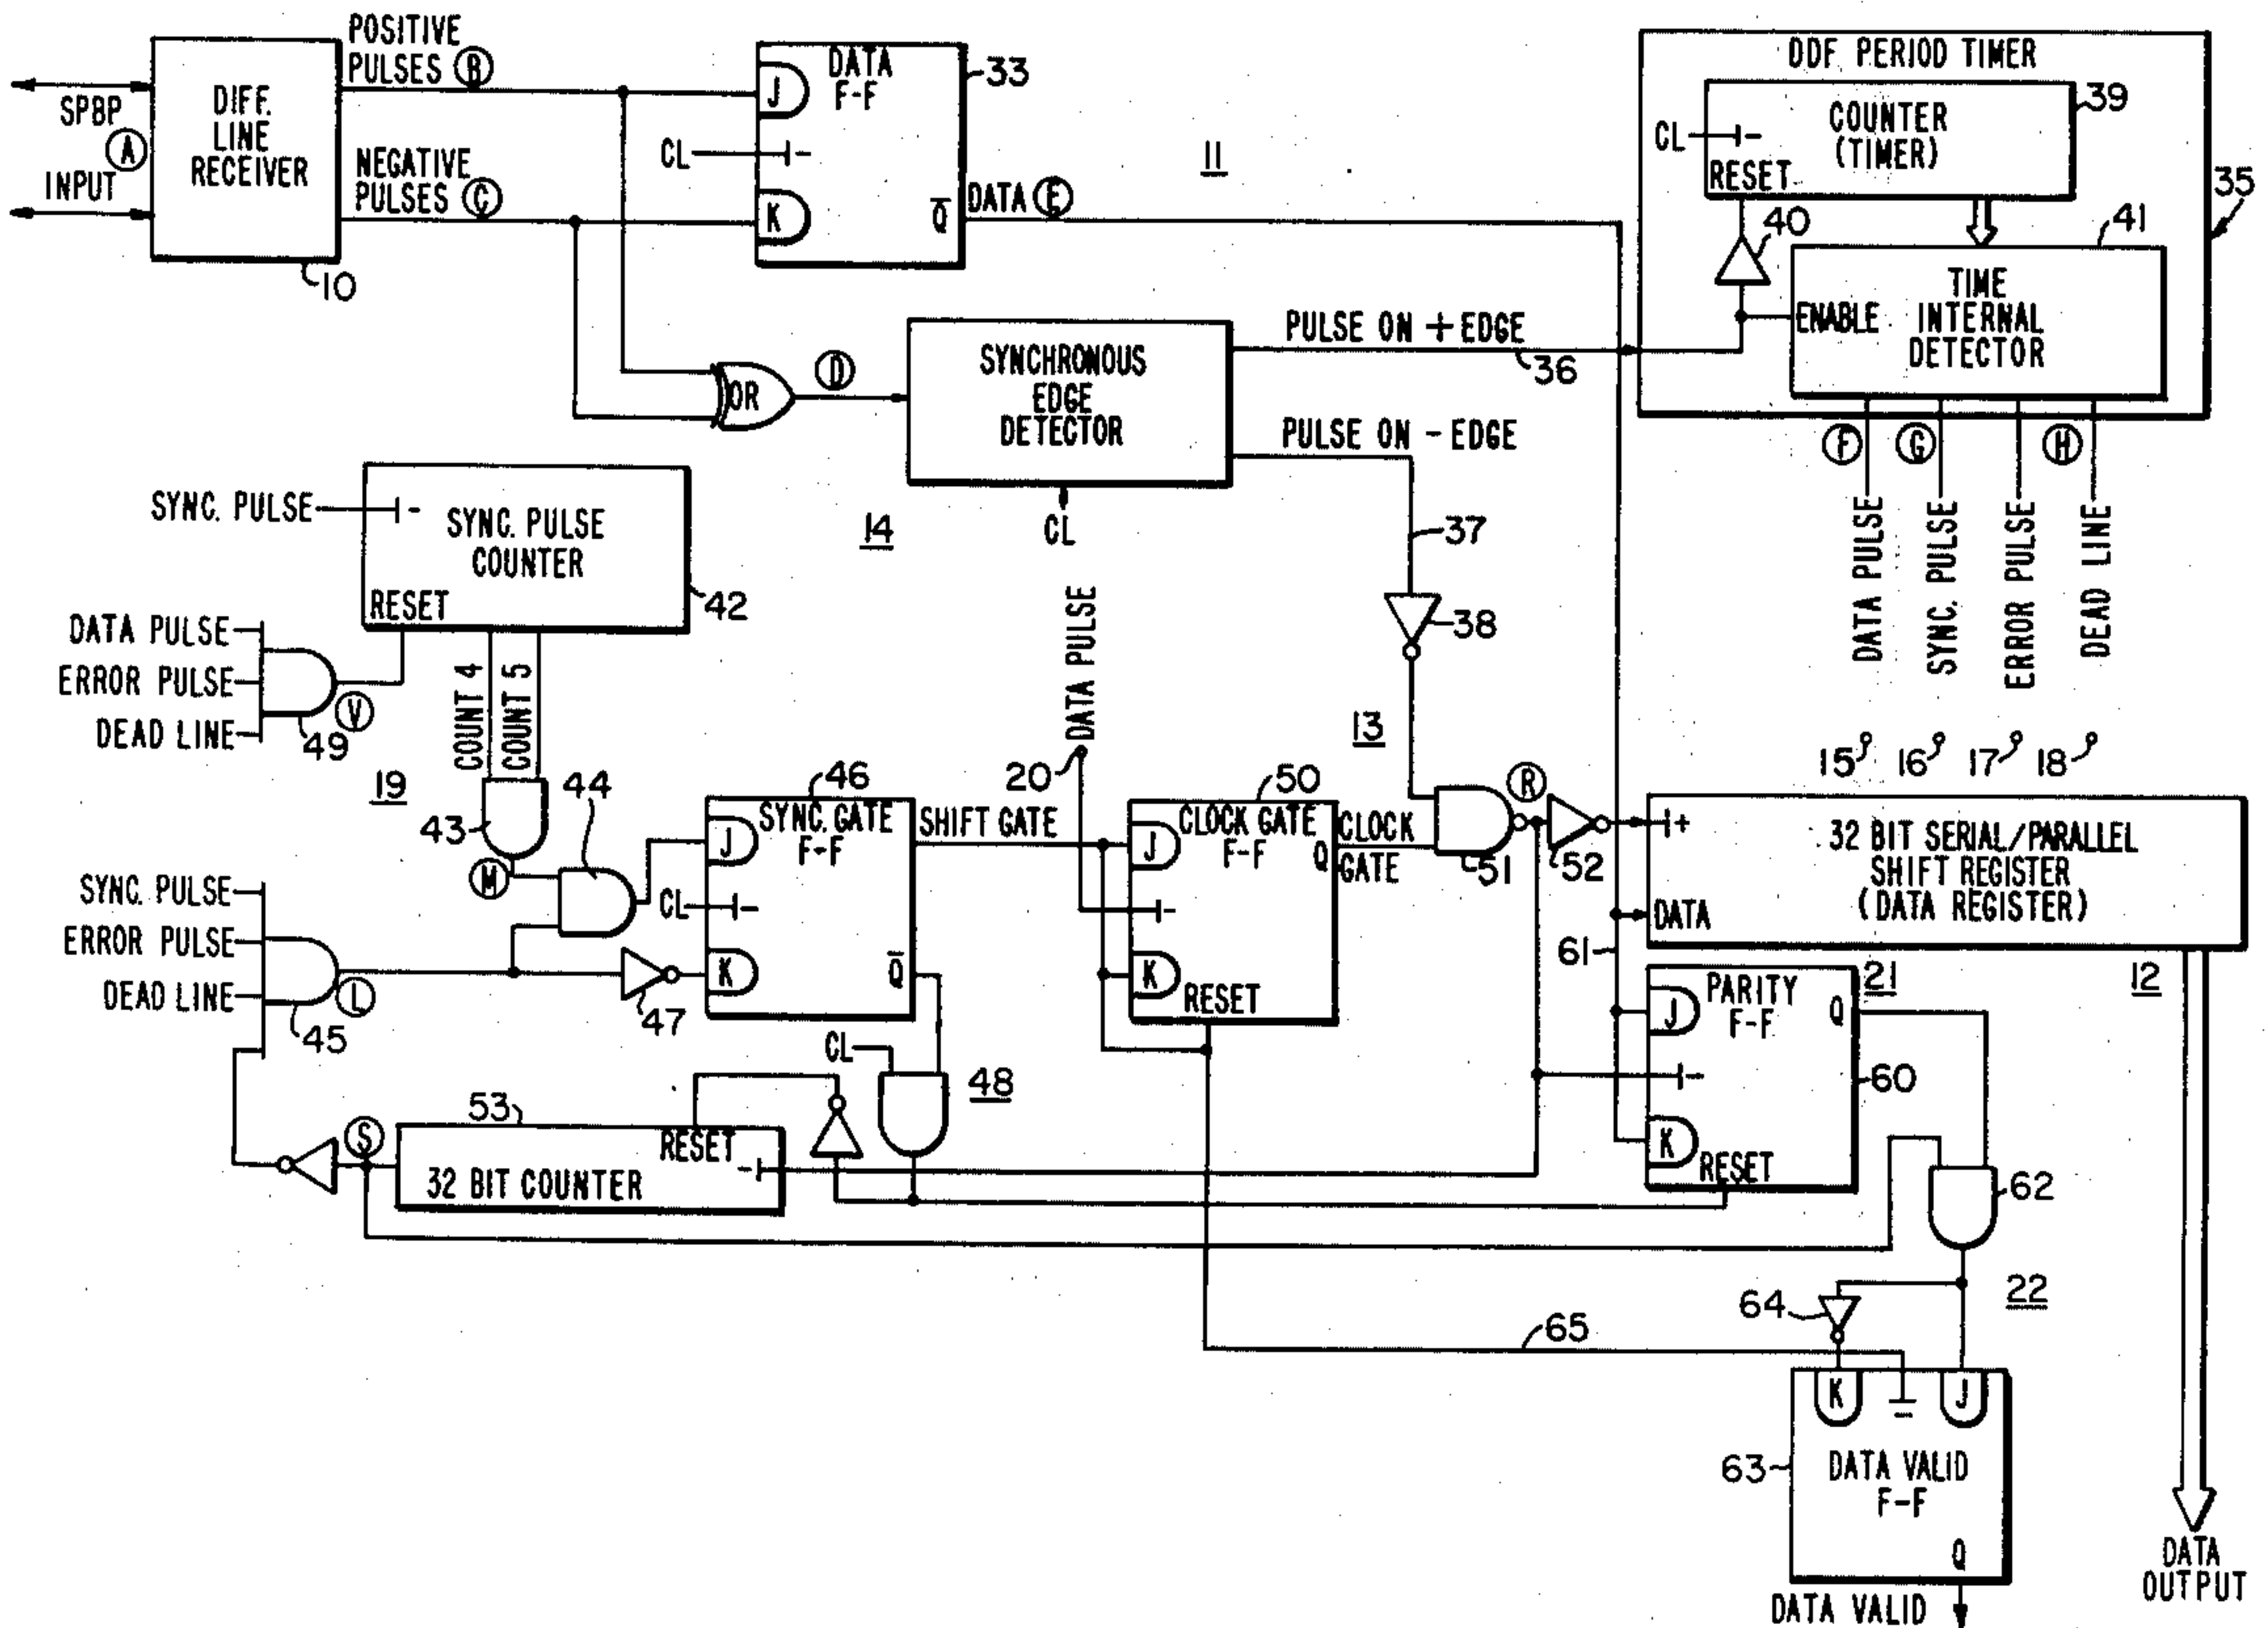 POSITIVE
PULSES B
SPBP
A
INPUT
DIFF.
LINE
RECEIVER
10
NEGATIVE
PULSES C
DATA
F-F
J
CL
-
K
Q̅
33
11
DATA E
DDF PERIOD TIMER
39
COUNTER
(TIMER)
CL
-
RESET
35
40
41
TIME
INTERNAL
DETECTOR
ENABLE
OR
D
SYNCHRONOUS
EDGE
DETECTOR
PULSE ON + EDGE
36
PULSE ON - EDGE
CL
14
37
38
F
G
H
DATA PULSE
SYNC. PULSE
ERROR PULSE
DEAD LINE
15
16
17
18
SYNC. PULSE
-
SYNC. PULSE
COUNTER
RESET
42
DATA PULSE
ERROR PULSE
DEAD LINE
49
V
COUNT 4
COUNT 5
19
43
M
44
DATA PULSE
20
13
46
SYNC. GATE
F-F
J
CL
-
K
Q̅
SHIFT GATE
50
CLOCK GATE
F-F
J
Q
-
K
RESET
CLOCK
GATE
51
R
52
+
32 BIT SERIAL/PARALLEL
SHIFT REGISTER
(DATA REGISTER)
DATA
12
SYNC. PULSE
ERROR PULSE
DEAD LINE
45
L
47
61
PARITY
F-F
21
J
Q
-
K
RESET
60
CL
48
53
RESET
-
32 BIT COUNTER
S
62
22
64
65
K
-
J
63
DATA VALID
F-F
Q
DATA VALID
DATA
OUTPUT